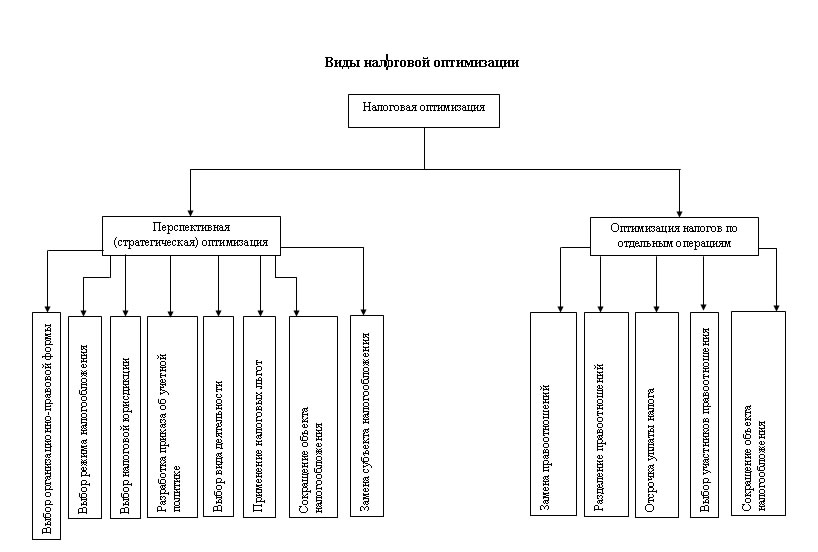 Виды налоговой оптимизации
Налоговая оптимизация
Перспективная
(стратегическая) оптимизация
Оптимизация налогов по
отдельным операциям
Выбор организационно-правовой формы
Выбор режима налогообложения
Выбор налоговой юрисдикции
Разработка приказа об учетной
политике
Выбор вида деятельности
Применение налоговых льгот
Сокращение объекта
налогообложения
Замена субъекта налогообложения
Замена правоотношений
Разделение правоотношений
Отсрочка уплаты налога
Выбор участников правоотношения
Сокращение объекта
налогообложения